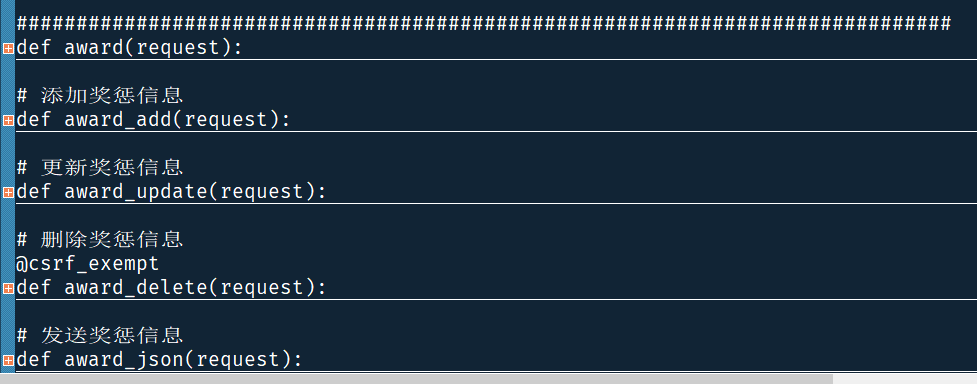 ##############################################################################
def award(request):
# 添加奖惩信息
def award_add(request):
# 更新奖惩信息
def award_update(request):
# 删除奖惩信息
@csrf_exempt
def award_delete(request):
# 发送奖惩信息
def award_json(request):